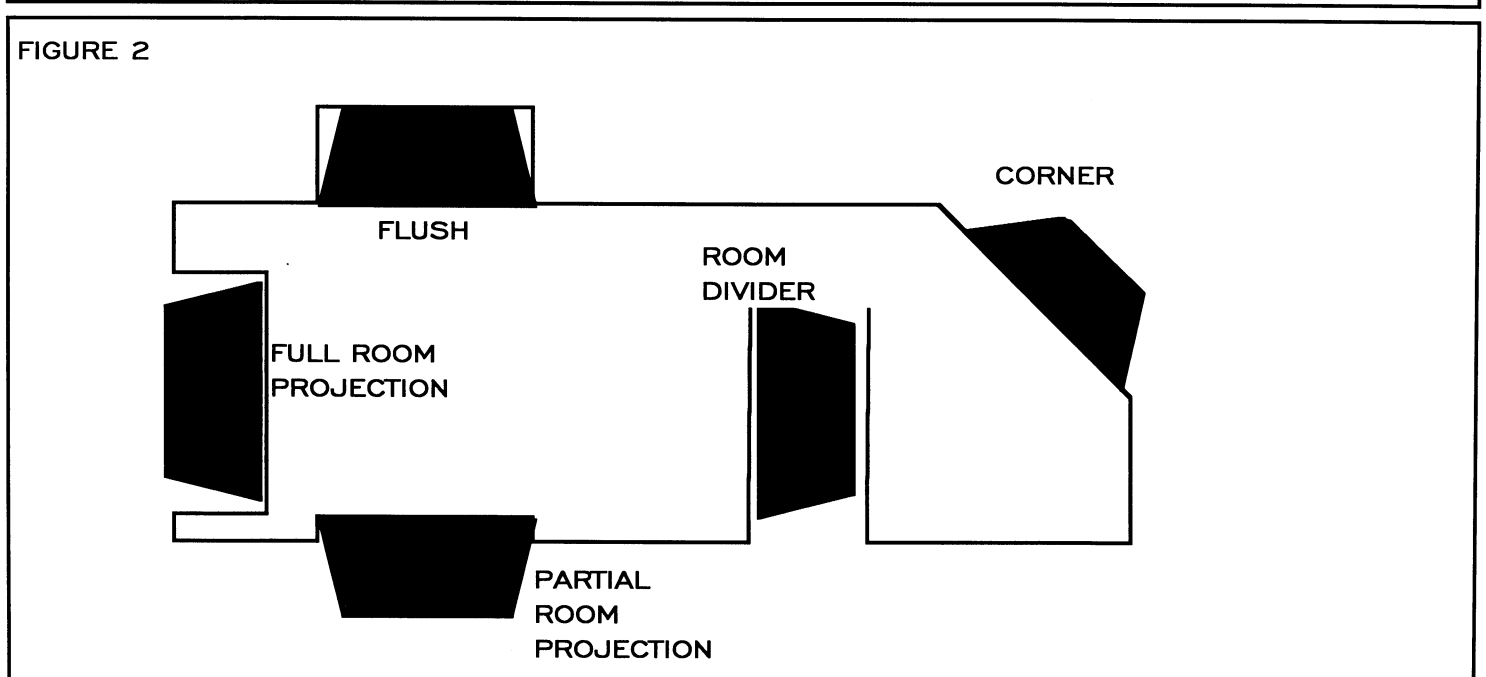 FIGURE 2
CORNER
FLUSH
ROOM
DIVIDER
FULL ROOM
PROJECTION
PARTIAL
ROOM
PROJECTION